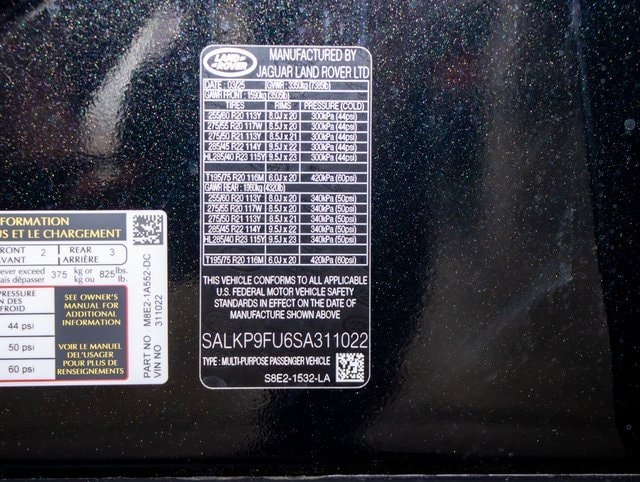 LAND ROVER
MANUFACTURED BY
JAGUAR LAND ROVER LTD
DATE : 03/25 GVWR : 3350kg (7385lb)
GAWR FRONT : 1590kg (3505lb)
TIRES RIMS PRESSURE (COLD)
255/60 R20 113Y 8.0J x 20 300kPa (44psi)
275/55 R20 117W 8.5J x 20 300kPa (44psi)
275/50 R21 113Y 8.5J x 21 300kPa (44psi)
285/45 R22 114Y 9.5J x 22 300kPa (44psi)
HL285/40 R23 115Y 9.5J x 23 300kPa (44psi)
T195/75 R20 116M 6.0J x 20 420kPa (60psi)
GAWR REAR : 1960kg (4320lb)
255/60 R20 113Y 8.0J x 20 340kPa (50psi)
275/55 R20 117W 8.5J x 20 340kPa (50psi)
275/50 R21 113Y 8.5J x 21 340kPa (50psi)
285/45 R22 114Y 9.5J x 22 340kPa (50psi)
HL285/40 R23 115Y 9.5J x 23 340kPa (50psi)
T195/75 R20 116M 6.0J x 20 420kPa (60psi)
THIS VEHICLE CONFORMS TO ALL APPLICABLE
U.S. FEDERAL MOTOR VEHICLE SAFETY
STANDARDS IN EFFECT ON THE DATE OF
MANUFACTURE SHOWN ABOVE
SALKP9FU6SA311022
TYPE : MULTI-PURPOSE PASSENGER VEHICLE
S8E2-1532-LA
FORMATION
US ET LE CHARGEMENT
RONT 2 REAR 3
VANT ARRIÈRE
ever exceed 375 kg or 825 lbs.
ais dépasser kg ou lb.
PRESSURE
N DES
FROID
44 psi
50 psi
60 psi
SEE OWNER'S
MANUAL FOR
ADDITIONAL
INFORMATION
VOIR LE MANUEL
DE L'USAGER
POUR PLUS DE
RENSEIGNEMENTS
PART NO M8E2-1A552-DC
VIN NO 311022